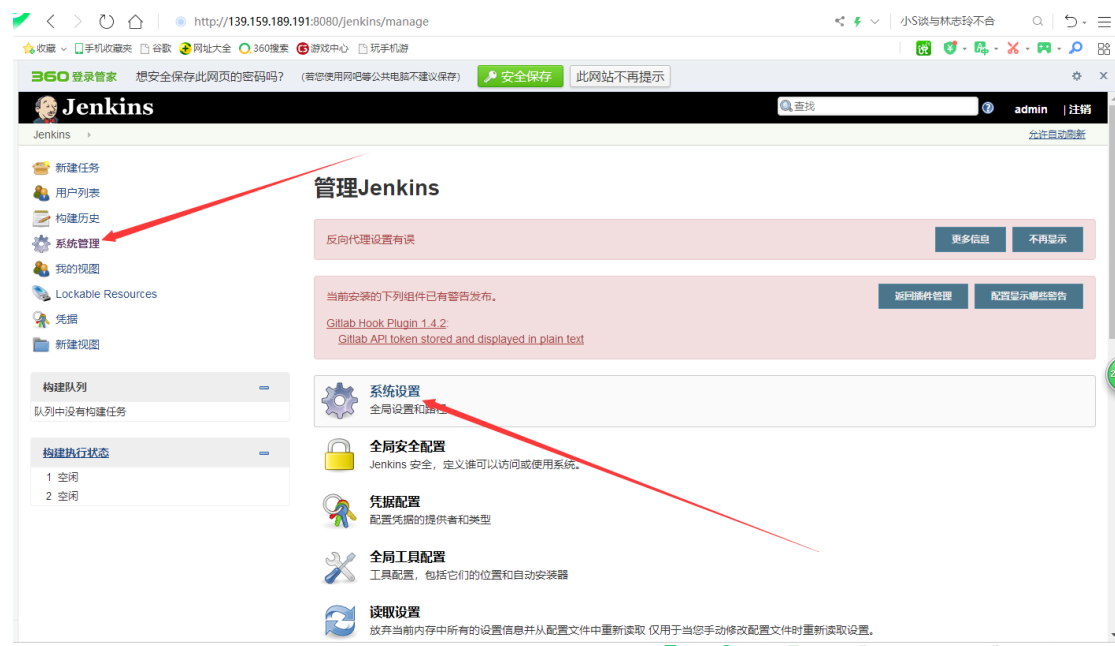 http://139.159.189.191:8080/jenkins/manage
小S谈与林志玲不合
收藏 手机收藏夹 谷歌 网址大全 360搜索 游戏中心 玩手机游
360登录管家 想安全保存此网页的密码吗? (若您使用网吧等公共电脑不建议保存) 安全保存 此网站不再提示
Jenkins
查找
admin | 注销
Jenkins
允许自动刷新
新建任务
用户列表
构建历史
系统管理
我的视图
Lockable Resources
凭据
新建视图
构建队列
队列中没有构建任务
构建执行状态
1 空闲
2 空闲
管理Jenkins
反向代理设置有误
更多信息 不再显示
当前安装的下列组件已有警告发布。
返回插件管理 配置显示哪些警告
Gitlab Hook Plugin 1.4.2:
Gitlab API token stored and displayed in plain text
系统设置
全局设置和路径
全局安全配置
Jenkins 安全，定义谁可以访问或使用系统。
凭据配置
配置凭据的提供者和类型
全局工具配置
工具配置，包括它们的位置和自动安装器
读取设置
放弃当前内存中所有的设置信息并从配置文件中重新读取 仅用于当您手动修改配置文件时重新读取设置。